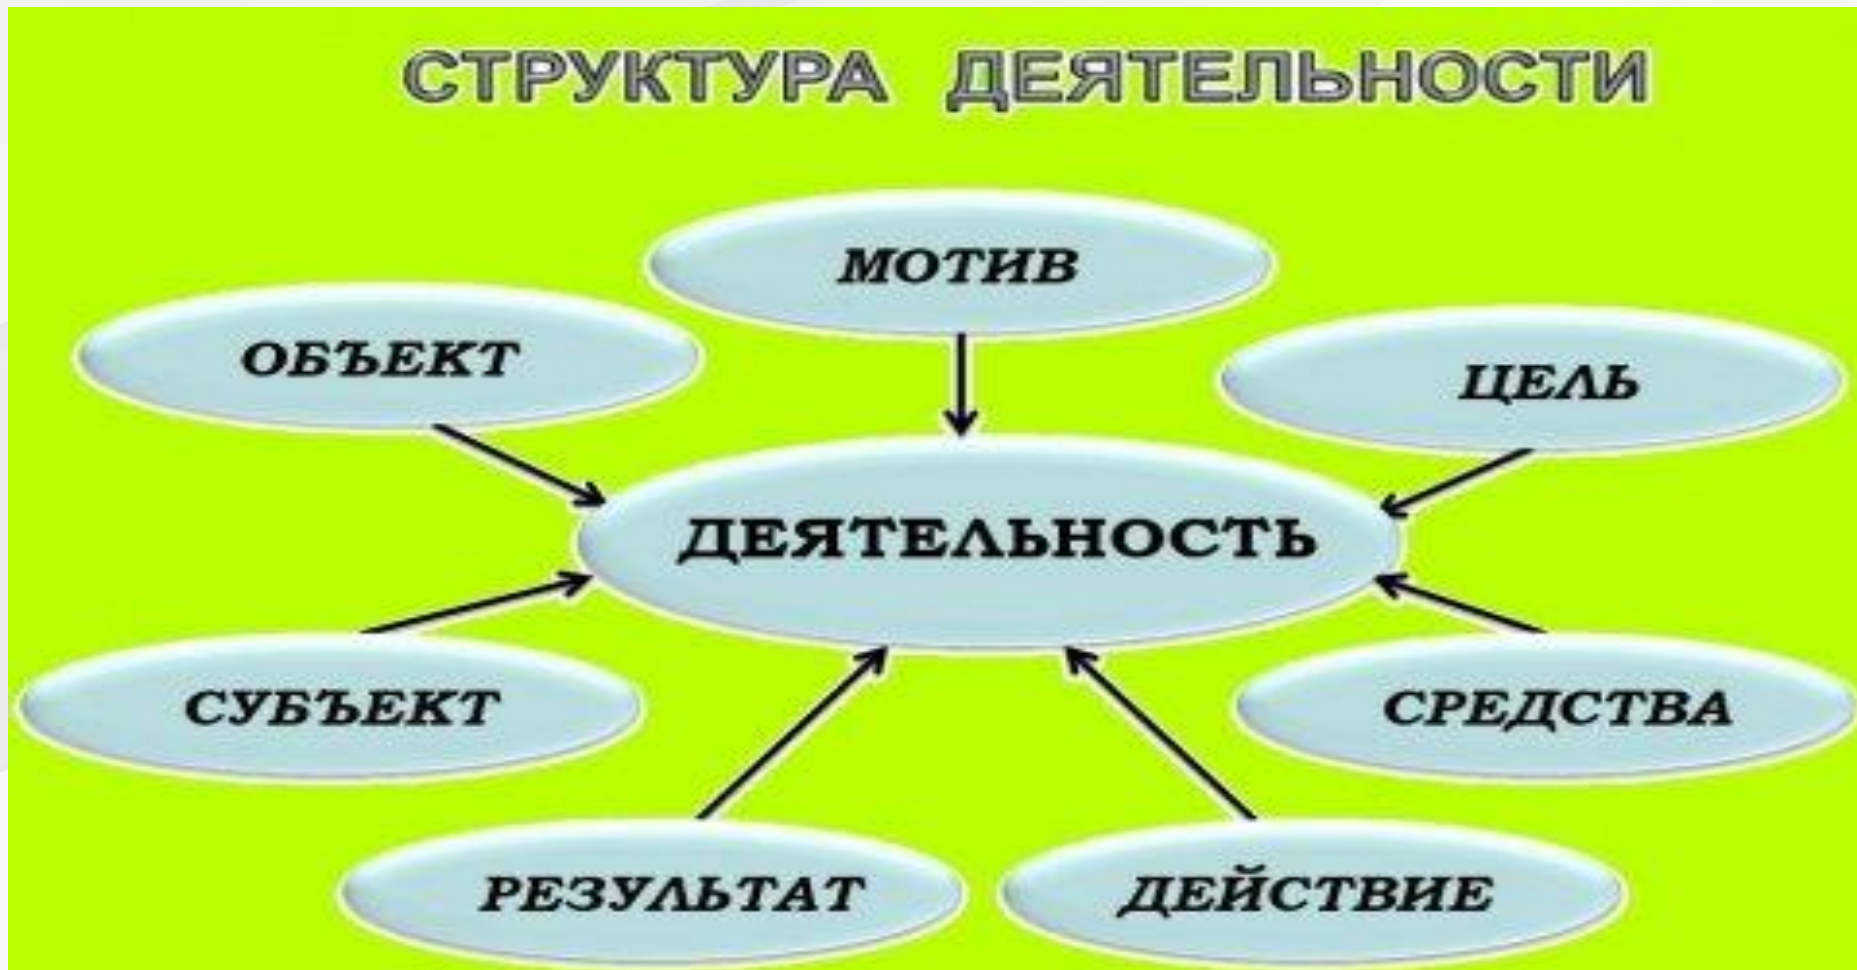 СТРУКТУРА ДЕЯТЕЛЬНОСТИ
МОТИВ
ОБЪЕКТ
ЦЕЛЬ
ДЕЯТЕЛЬНОСТЬ
СУБЪЕКТ
СРЕДСТВА
РЕЗУЛЬТАТ
ДЕЙСТВИЕ